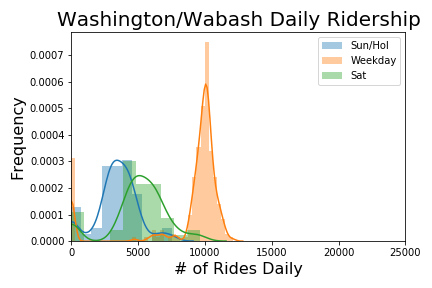 Washington/Wabash Daily Ridership
Sun/Hol
Weekday
Sat
Frequency
0.0007
0.0006
0.0005
0.0004
0.0003
0.0002
0.0001
0.0000
0 5000 10000 15000 20000 25000
# of Rides Daily